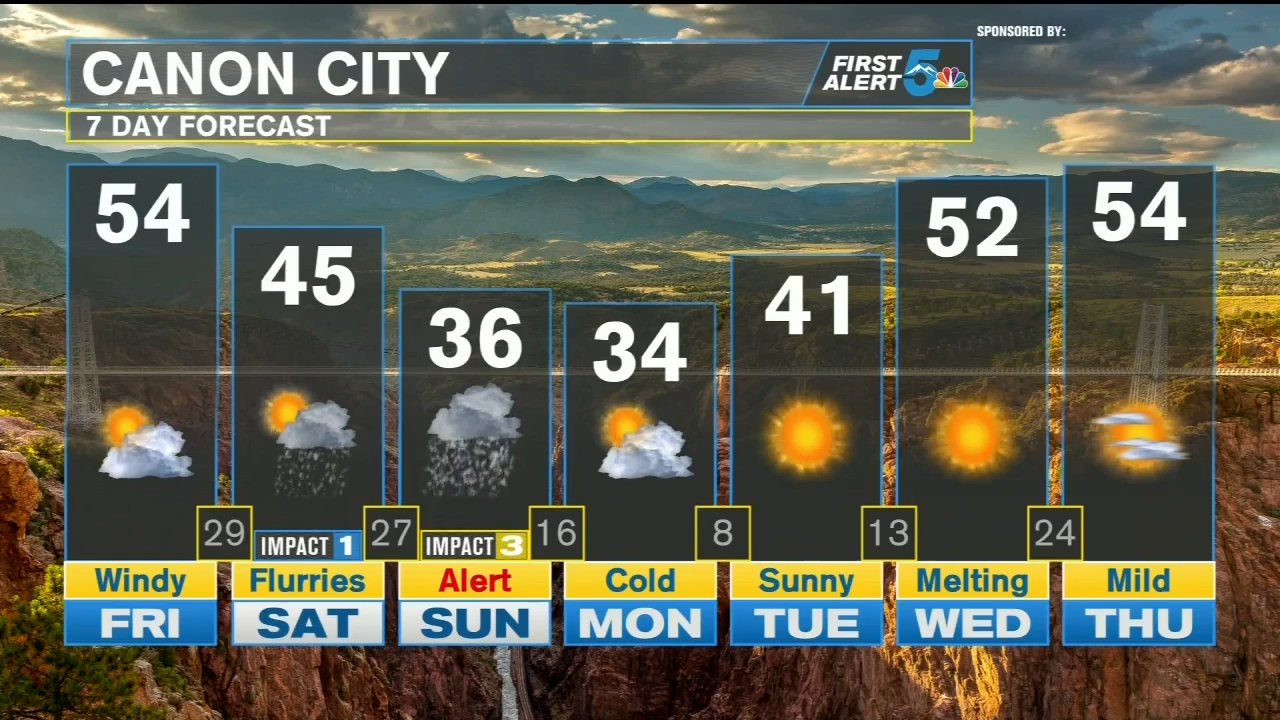 SPONSORED BY:
CANON CITY
FIRST
ALERT 5
7 DAY FORECAST
54 45 36 34 41 52 54
29 27 16 8 13 24
IMPACT 1 IMPACT 3
Windy Flurries Alert Cold Sunny Melting Mild
FRI SAT SUN MON TUE WED THU